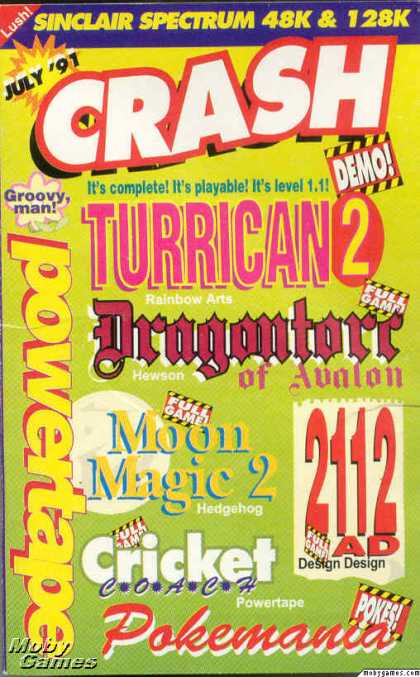 Lush!
SINCLAIR SPECTRUM 48K & 128K
JULY '91
CRASH
DEMO!
Groovy,
man!
powertape
It's complete! It's playable! It's level 1.1!
TURRICAN 2
Rainbow Arts
FULL
GAME!
Dragontorc
Hewson
of Avalon
FULL
GAME!
Moon
Magic 2
Hedgehog
2112
FULL
GAME!
AD
Design Design
FULL
GAME!
Cricket
C•O•A•C•H
Powertape
POKES!
Pokemania
Moby
Games
mobygames.com